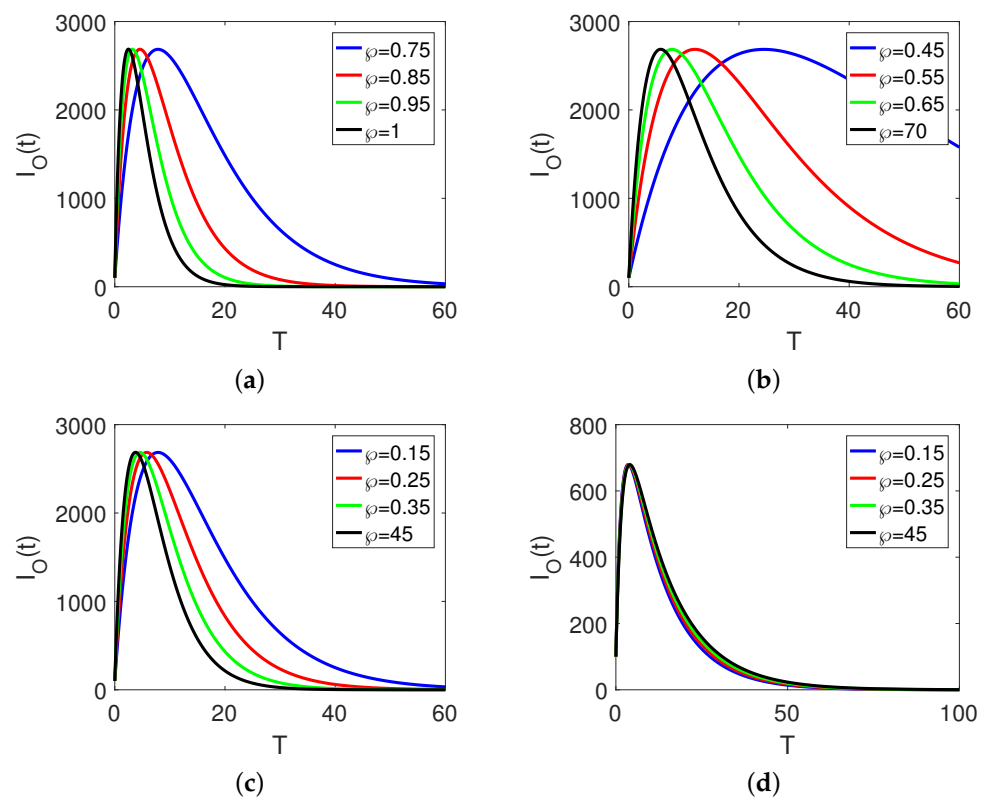 3000
2000
1000
0
I_O(t)
0 20 40 60
T
℘=0.75
℘=0.85
℘=0.95
℘=1
(a)
3000
2000
1000
0
I_O(t)
0 20 40 60
T
℘=0.45
℘=0.55
℘=0.65
℘=70
(b)
3000
2000
1000
0
I_O(t)
0 20 40 60
T
℘=0.15
℘=0.25
℘=0.35
℘=45
(c)
800
600
400
200
0
I_O(t)
0 50 100
T
℘=0.15
℘=0.25
℘=0.35
℘=45
(d)